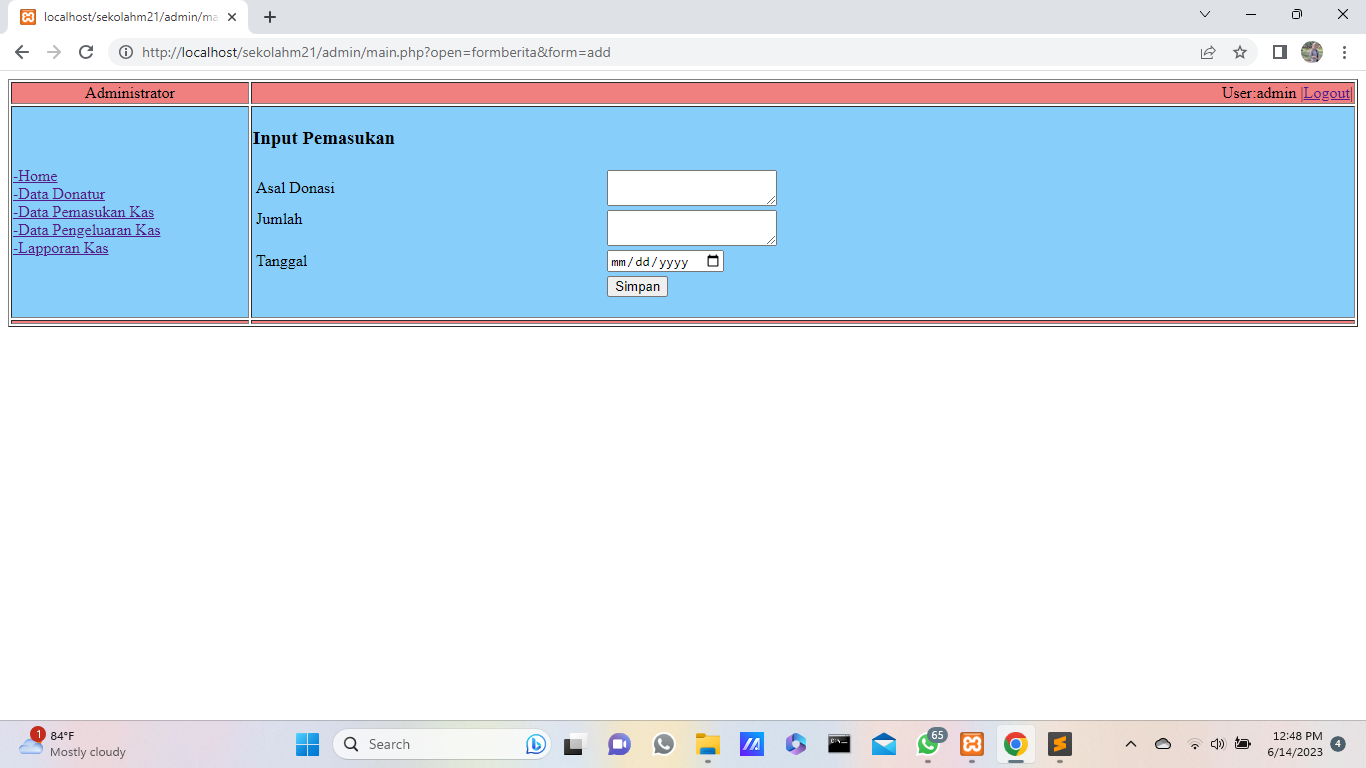 localhost/sekolahm21/admin/ma
http://localhost/sekolahm21/admin/main.php?open=formberita&form=add
Administrator
User:admin |Logout|
-Home
-Data Donatur
-Data Pemasukan Kas
-Data Pengeluaran Kas
-Lapporan Kas
Input Pemasukan
Asal Donasi
Jumlah
Tanggal
mm/dd/yyyy
Simpan
1
84°F
Mostly cloudy
Search
65
12:48 PM
6/14/2023
4